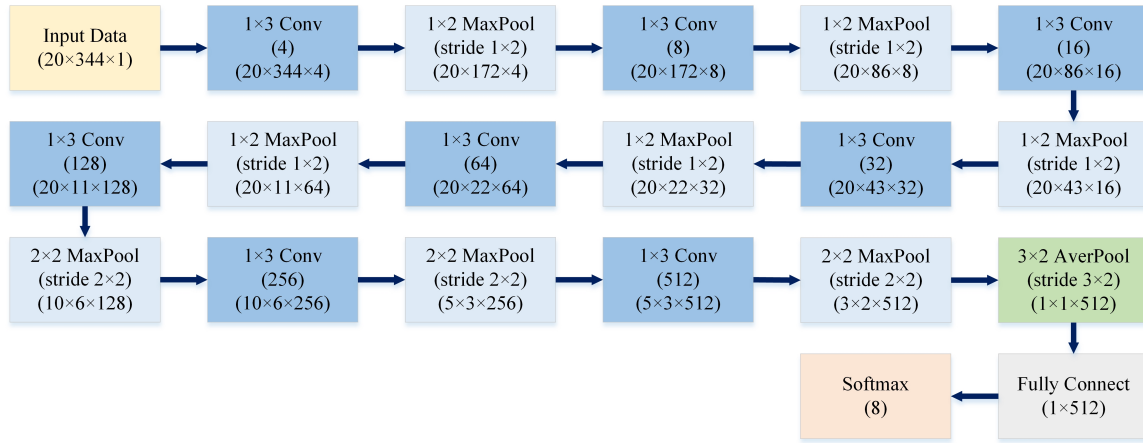 Input Data
(20×344×1)
1×3 Conv
(4)
(20×344×4)
1×2 MaxPool
(stride 1×2)
(20×172×4)
1×3 Conv
(8)
(20×172×8)
1×2 MaxPool
(stride 1×2)
(20×86×8)
1×3 Conv
(16)
(20×86×16)
1×3 Conv
(128)
(20×11×128)
1×2 MaxPool
(stride 1×2)
(20×11×64)
1×3 Conv
(64)
(20×22×64)
1×2 MaxPool
(stride 1×2)
(20×22×32)
1×3 Conv
(32)
(20×43×32)
1×2 MaxPool
(stride 1×2)
(20×43×16)
2×2 MaxPool
(stride 2×2)
(10×6×128)
1×3 Conv
(256)
(10×6×256)
2×2 MaxPool
(stride 2×2)
(5×3×256)
1×3 Conv
(512)
(5×3×512)
2×2 MaxPool
(stride 2×2)
(3×2×512)
3×2 AverPool
(stride 3×2)
(1×1×512)
Softmax
(8)
Fully Connect
(1×512)